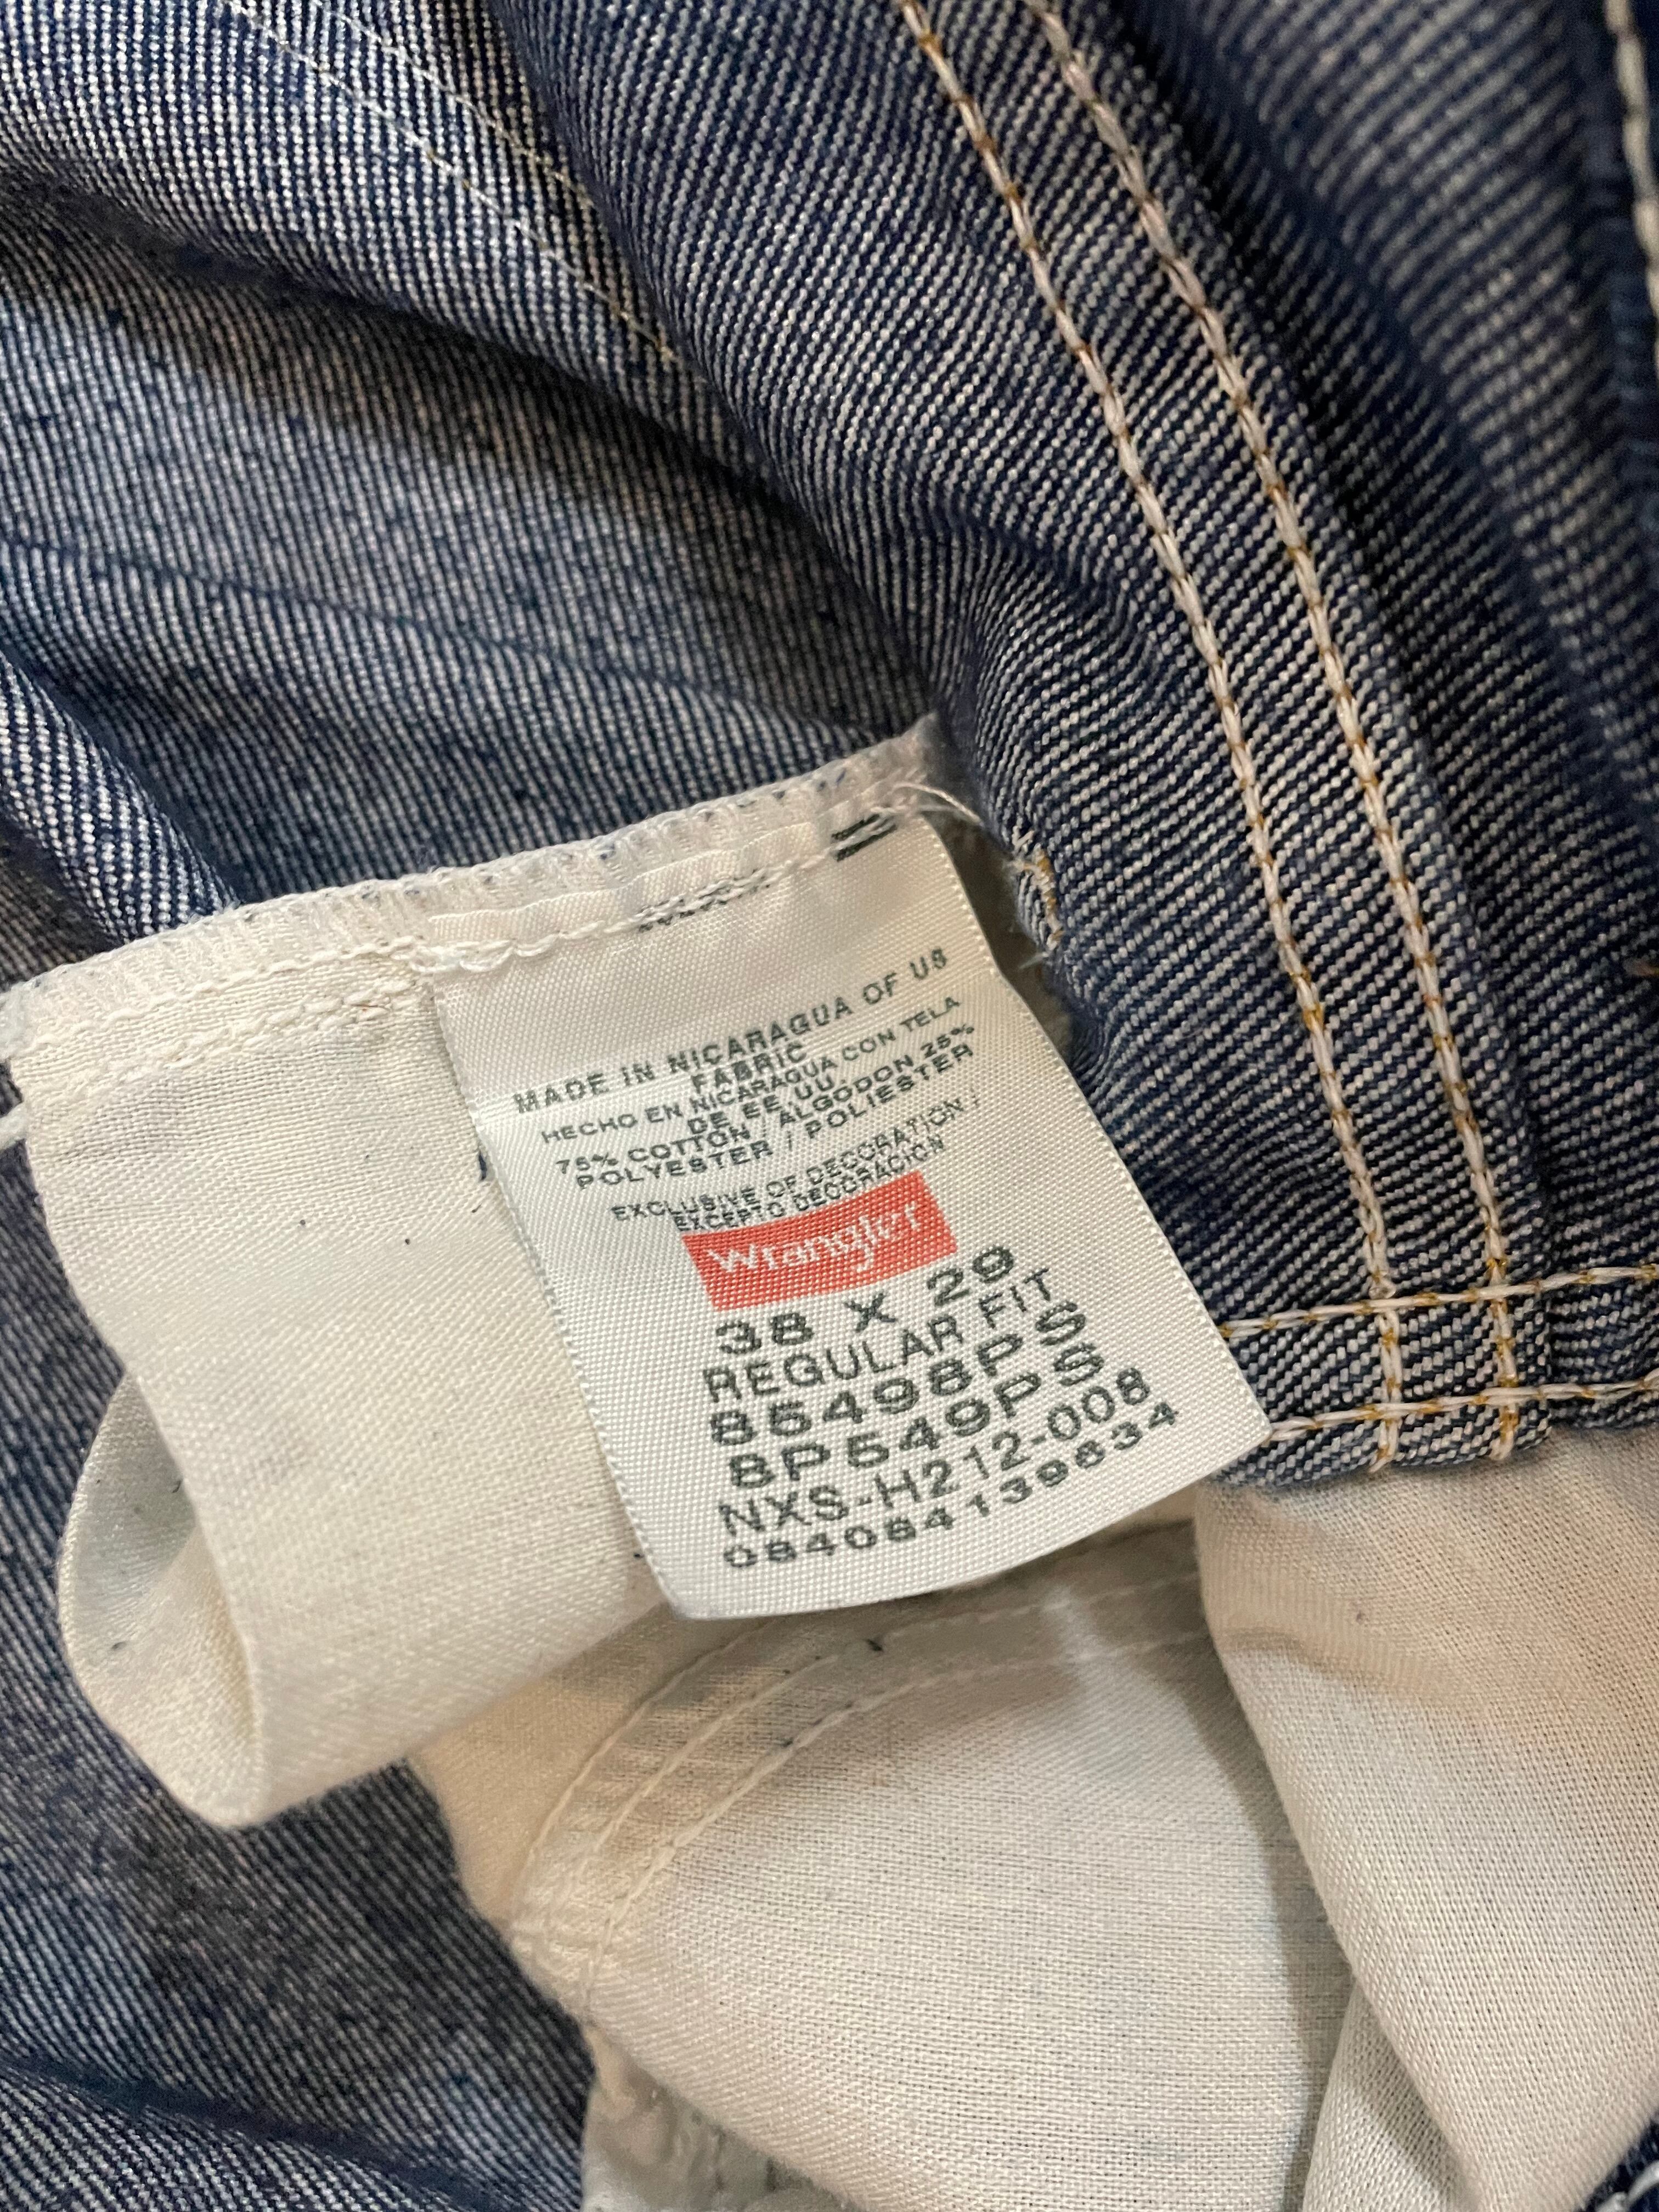 MADE IN NICARAGUA OF US
FABRIC
HECHO EN NICARAGUA CON TELA
DE EE UU.
75% COTTON / ALGODON 25%
POLYESTER / POLIESTER
EXCLUSIVE OF DECORATION /
EXCEPTO DECORACION
Wrangler
38 X 29
REGULAR FIT
85498PS
8P549PS
NXS-H212-008
084084139634